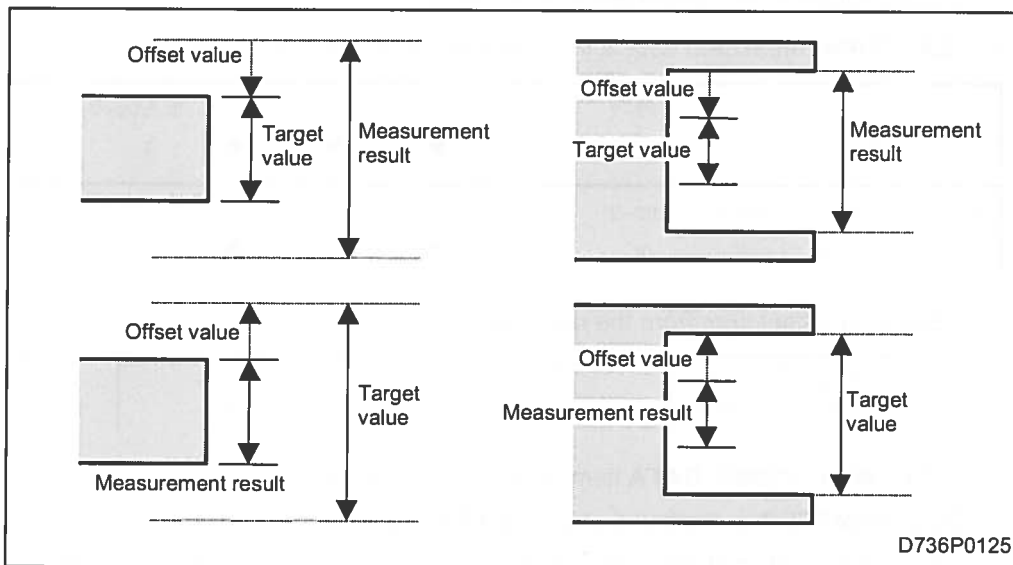 Offset value
Target
value
Measurement
result
Offset value
Target value
Measurement
result
Offset value
Target
value
Measurement result
Offset value
Measurement result
Target
value
D736P0125